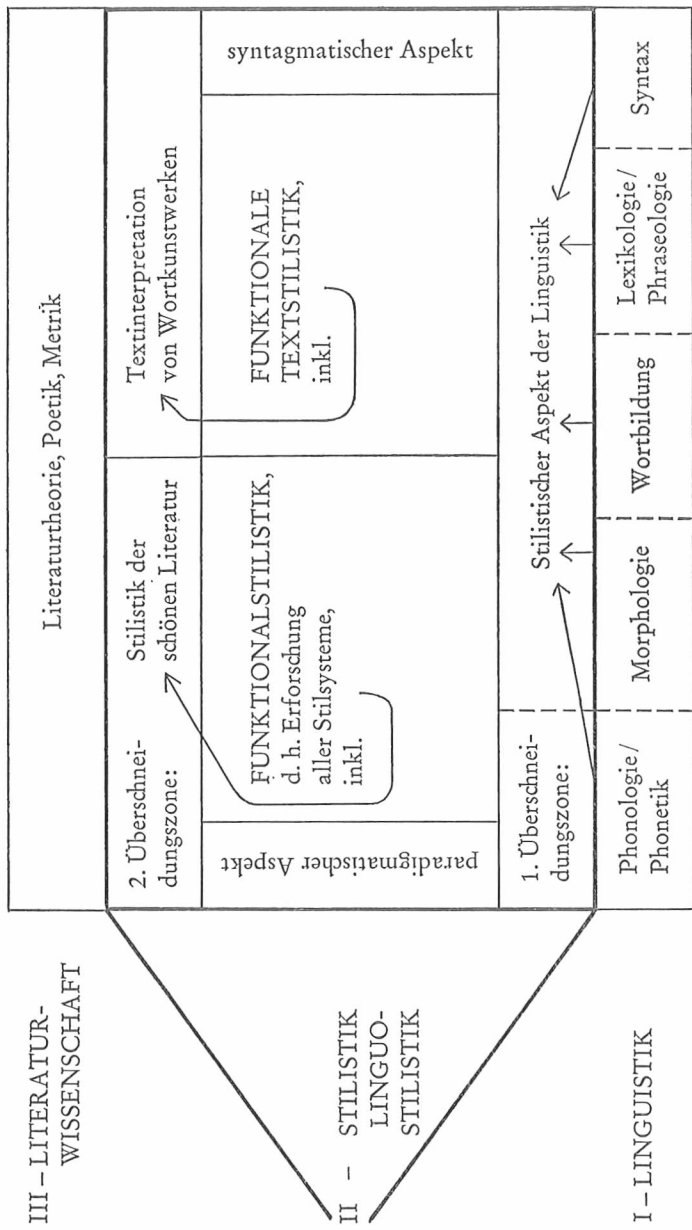 III – LITERATUR-
WISSENSCHAFT
Literaturtheorie, Poetik, Metrik
2. Überschnei-
dungszone:
Stilistik der
schönen Literatur
Textinterpretation
von Wortkunstwerken
II – STILISTIK
LINGUO-
STILISTIK
paradigmatischer Aspekt
FUNKTIONALSTILISTIK,
d. h. Erforschung
aller Stilsysteme,
inkl.
FUNKTIONALE
TEXTSTILISTIK,
inkl.
syntagmatischer Aspekt
1. Überschnei-
dungszone:
Stilistischer Aspekt der Linguistik
I – LINGUISTIK
Phonologie/
Phonetik
Morphologie
Wortbildung
Lexikologie/
Phraseologie
Syntax